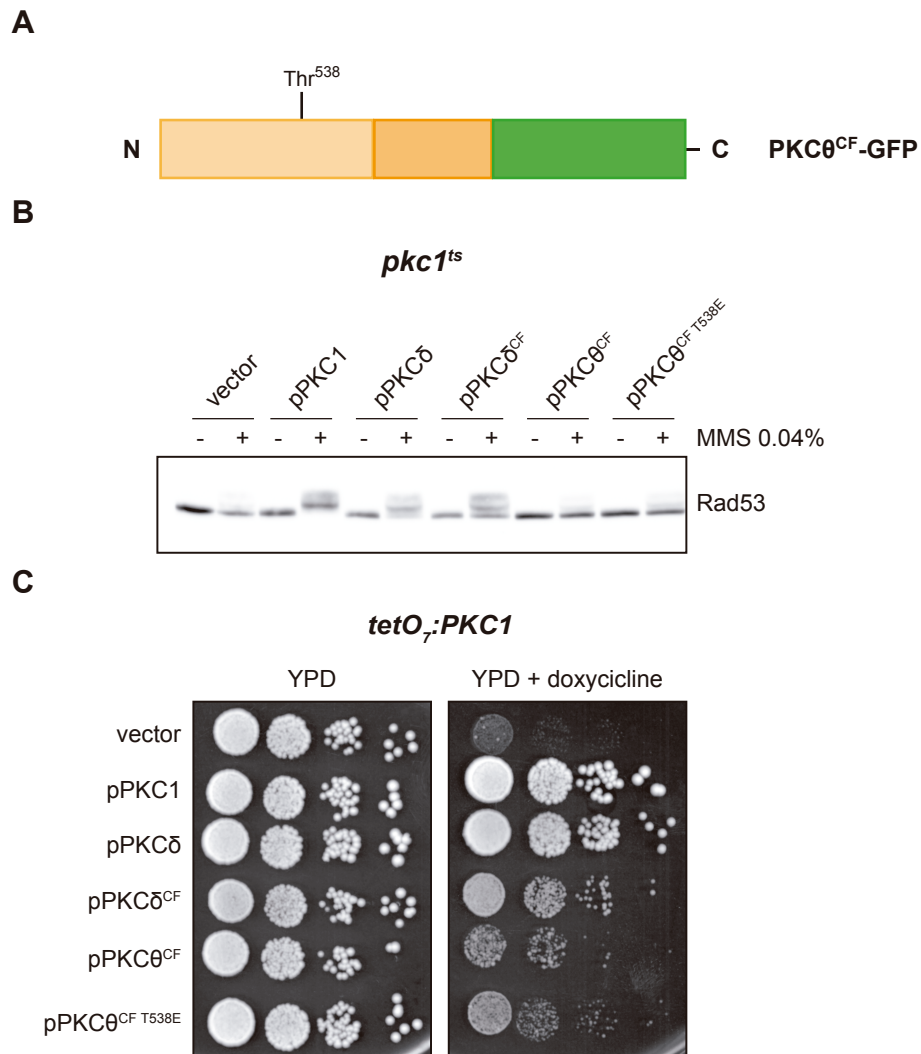 A
Thr⁵³⁸
N C PKCθᶜᶠ-GFP
B
pkc1ᵗˢ
vector pPKC1 pPKCδ pPKCδᶜᶠ pPKCθᶜᶠ pPKCθᶜᶠ ᵀ⁵³⁸ᴱ
- + - + - + - + - + - + MMS 0.04%
Rad53
C
tetO₇:PKC1
YPD YPD + doxycicline
vector
pPKC1
pPKCδ
pPKCδᶜᶠ
pPKCθᶜᶠ
pPKCθᶜᶠ ᵀ⁵³⁸ᴱ